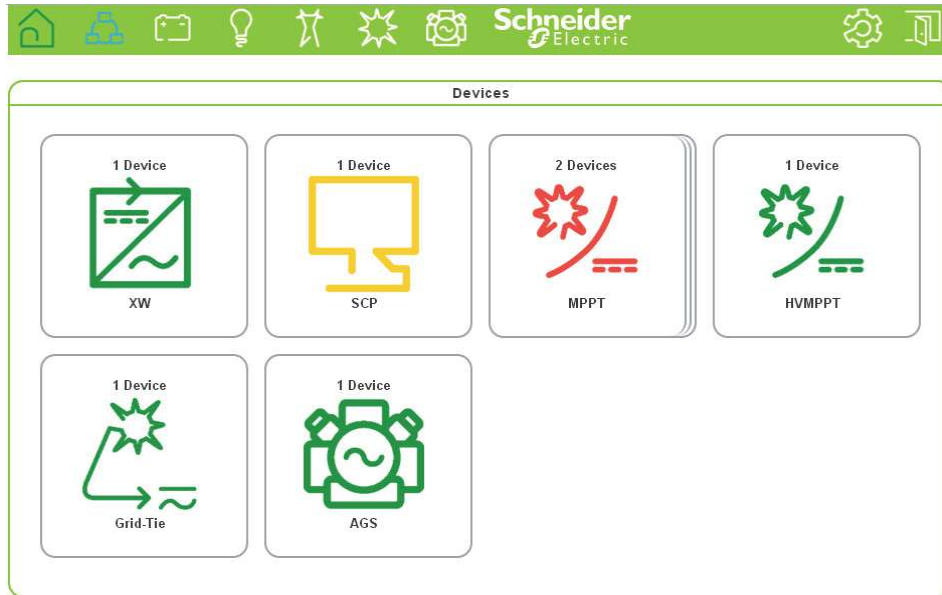 Schneider
Electric
Devices
1 Device
XW
1 Device
SCP
2 Devices
MPPT
1 Device
HVMPPT
1 Device
Grid-Tie
1 Device
AGS